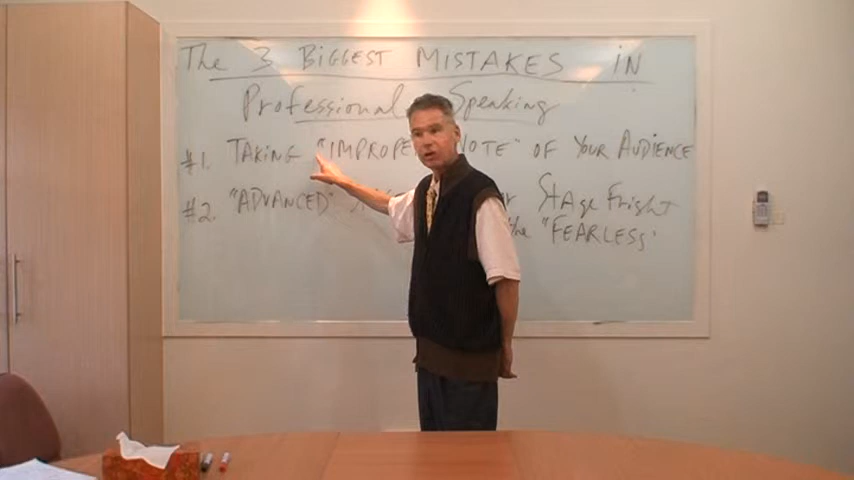 The 3 BIGGEST MISTAKES IN
Professional Speaking
#1. TAKING "IMPROPE NOTE" OF YOUR AUDIENCE
#2. "ADVANCED" Stage Fright
the "FEARLESS"